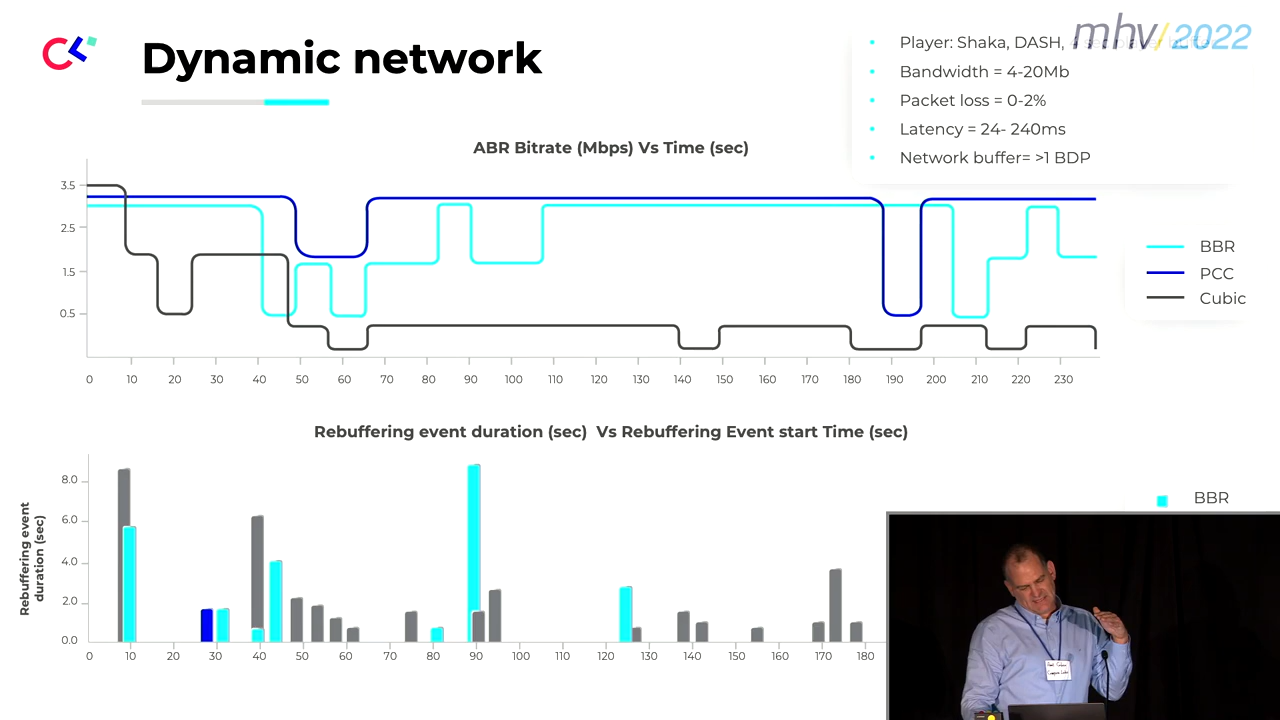 mhv/2022
Dynamic network
Player: Shaka, DASH,
Bandwidth = 4-20Mb
Packet loss = 0-2%
Latency = 24- 240ms
Network buffer= >1 BDP
ABR Bitrate (Mbps) Vs Time (sec)
3.5
2.5
1.5
0.5
0 10 20 30 40 50 60 70 80 90 100 110 120 130 140 150 160 170 180 190 200 210 220 230
BBR
PCC
Cubic
Rebuffering event duration (sec) Vs Rebuffering Event start Time (sec)
Rebuffering event
duration (sec)
8.0
6.0
4.0
2.0
0.0
0 10 20 30 40 50 60 70 80 90 100 110 120 130 140 150 160 170 180
BBR